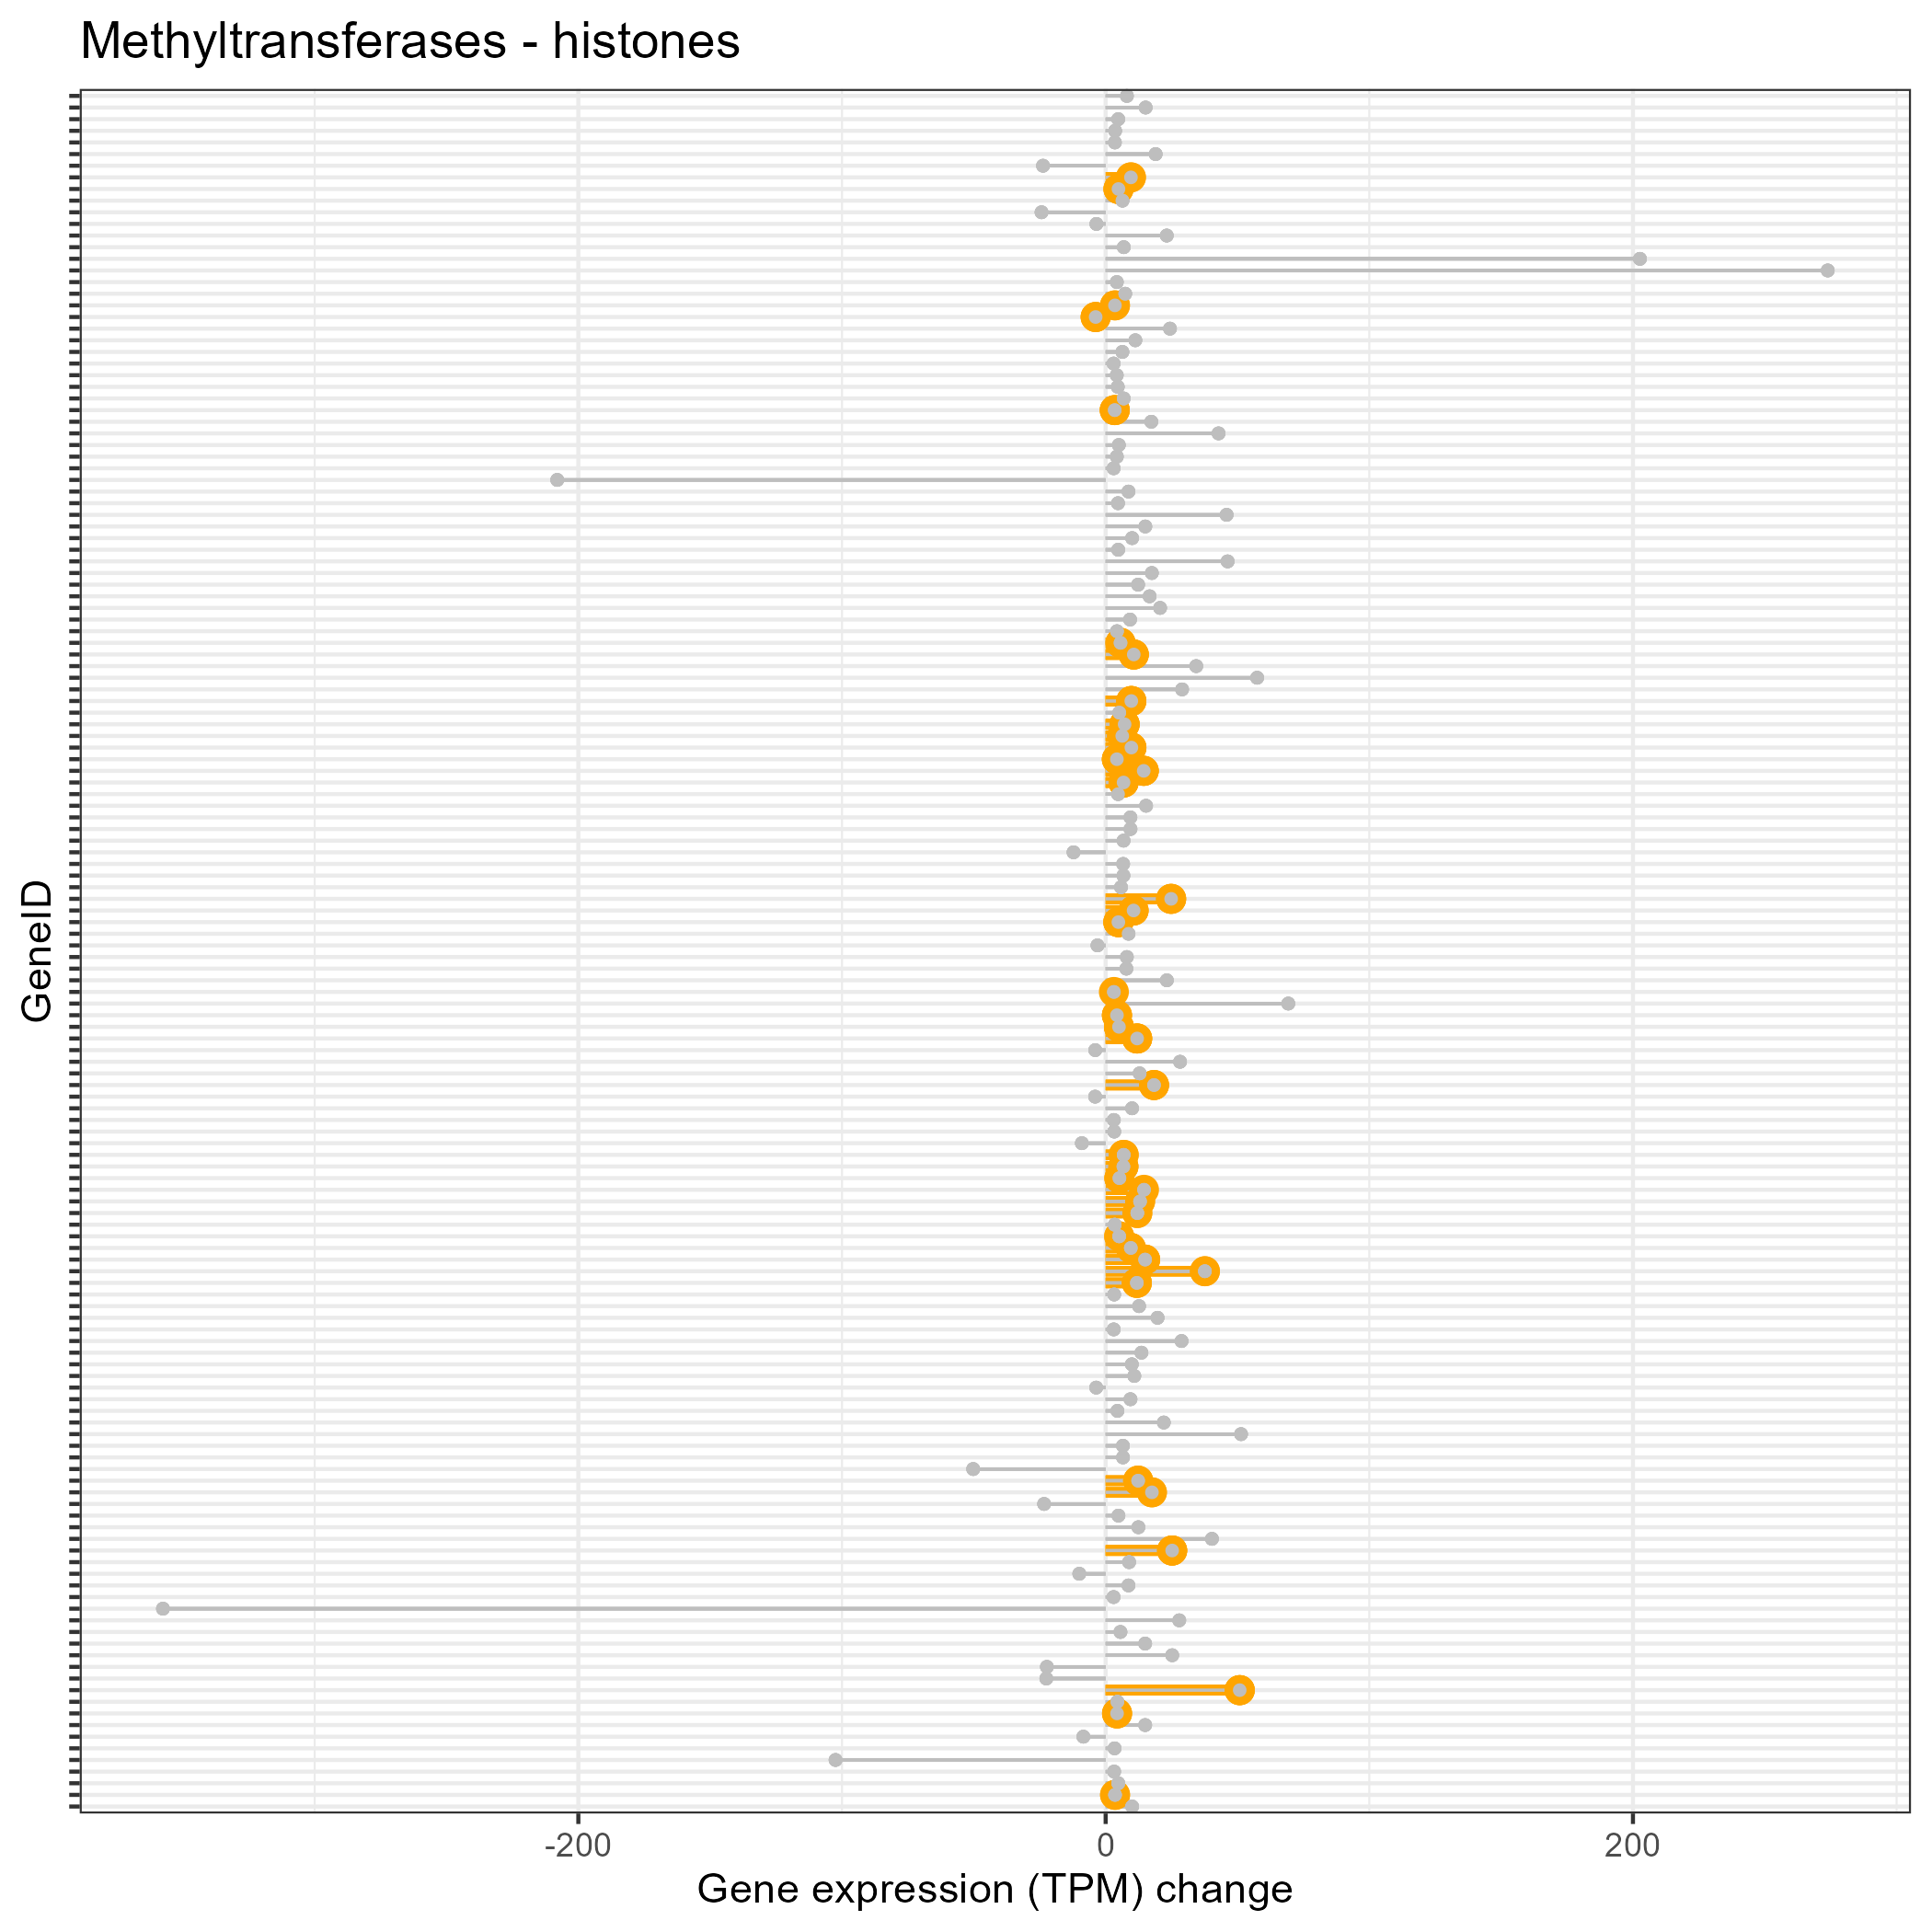 Methyltransferases - histones
GeneID
-200
0
200
Gene expression (TPM) change